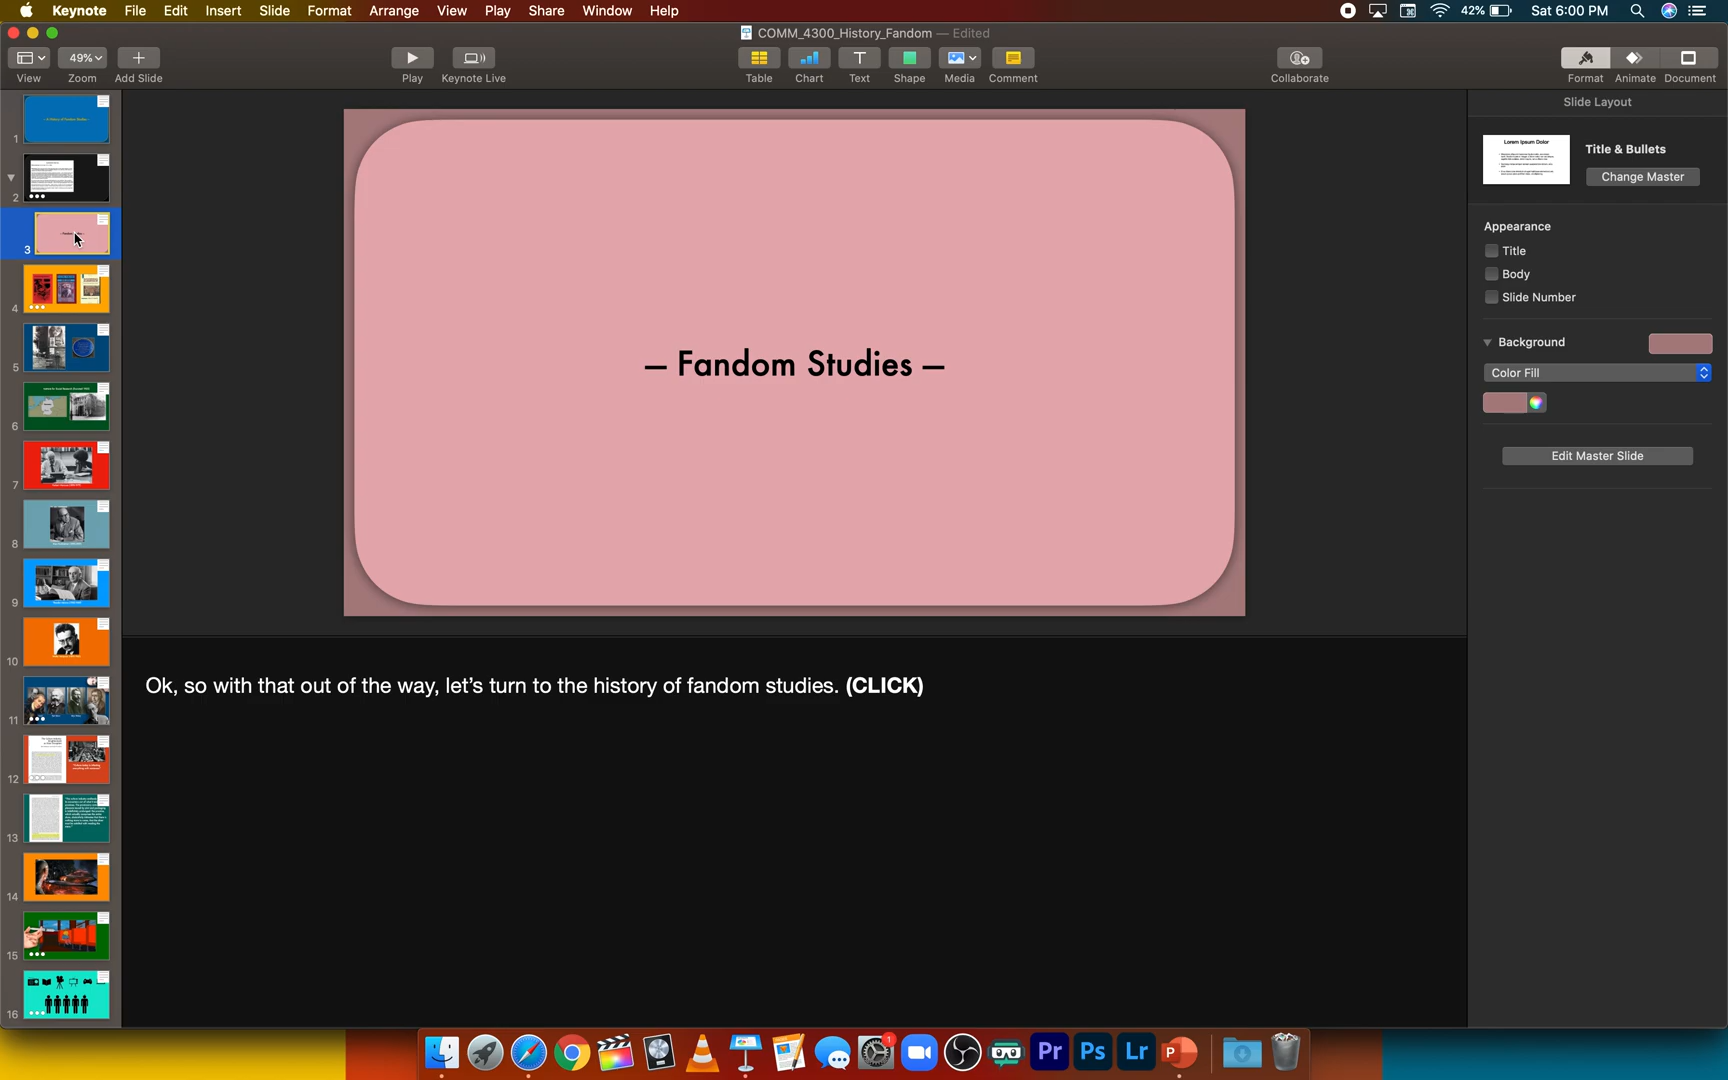 Keynote File Edit Insert Slide Format Arrange View Play Share Window Help
42% Sat 6:00 PM
COMM_4300_History_Fandom — Edited
49%
View Zoom Add Slide Play Keynote Live Table Chart Text Shape Media Comment Collaborate Format Animate Document
Slide Layout
Title & Bullets
Change Master
Appearance
Title
Body
Slide Number
Background
Color Fill
Edit Master Slide
1
2
3
4
5
6
7
8
9
10
11
12
13
14
15
16
– Fandom Studies –
Ok, so with that out of the way, let’s turn to the history of fandom studies. (CLICK)
1
Pr
Ps
Lr
P